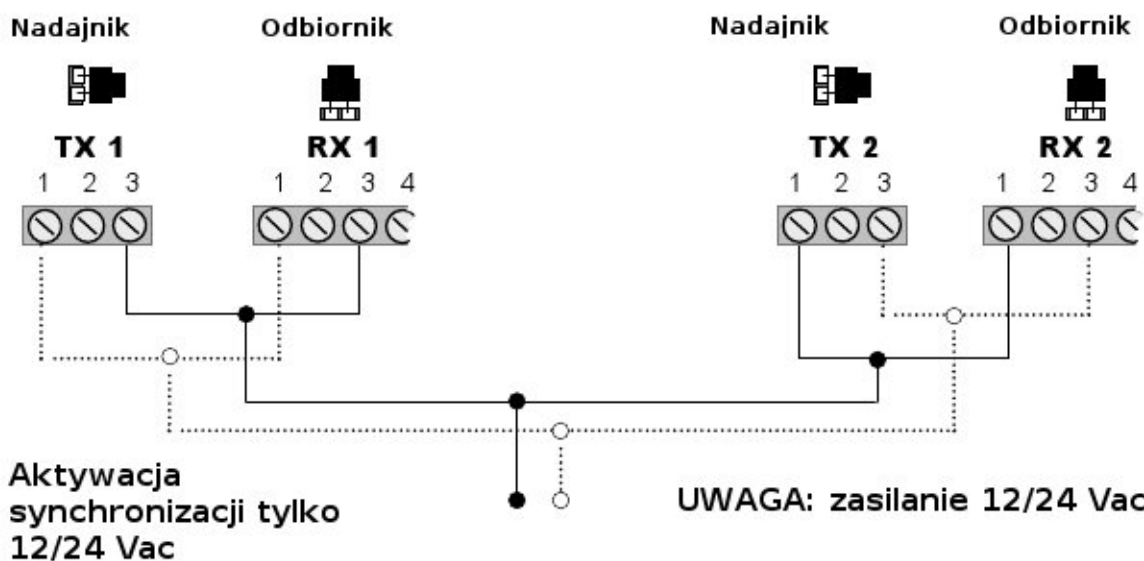 Nadajnik Odbiornik Nadajnik Odbiornik
TX 1 RX 1 TX 2 RX 2
1 2 3 1 2 3 4 1 2 3 1 2 3 4
Aktywacja
synchronizacji tylko
12/24 Vac
UWAGA: zasilanie 12/24 Vac